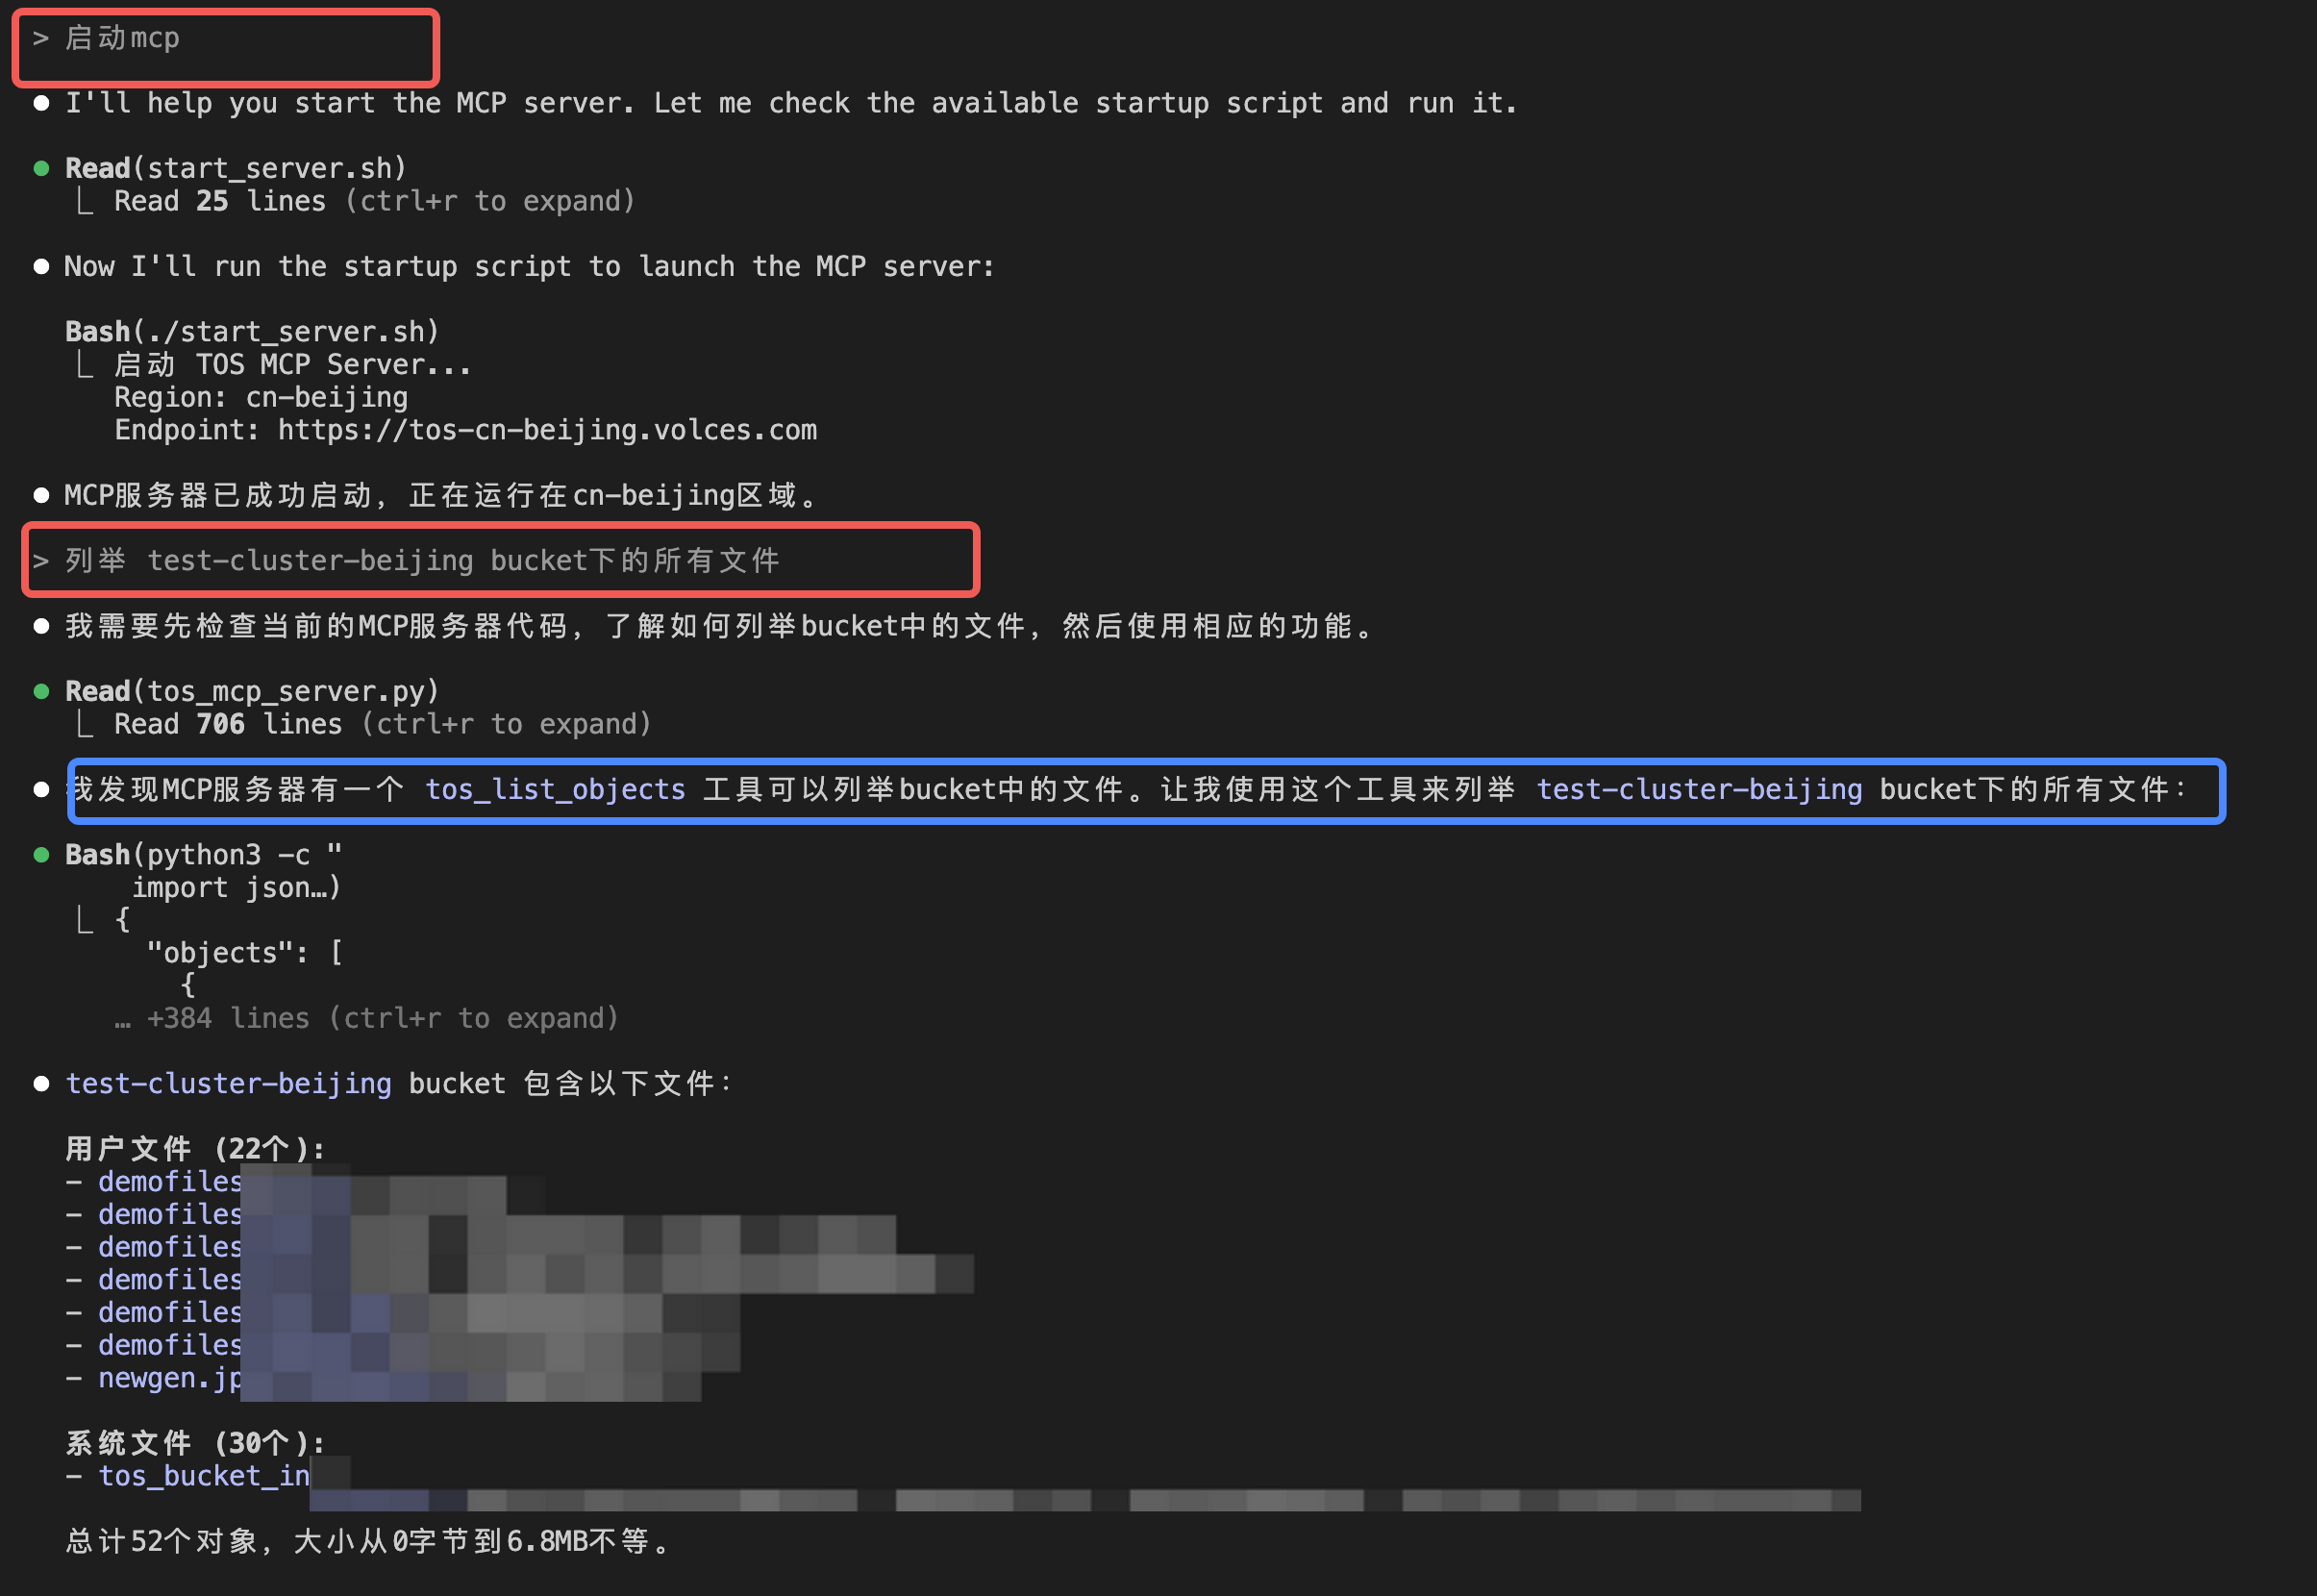 > 启动mcp
● I'll help you start the MCP server. Let me check the available startup script and run it.
● Read(start_server.sh)
⎿ Read 25 lines (ctrl+r to expand)
● Now I'll run the startup script to launch the MCP server:
Bash(./start_server.sh)
⎿ 启动 TOS MCP Server...
Region: cn-beijing
Endpoint: https://tos-cn-beijing.volces.com
● MCP服务器已成功启动，正在运行在cn-beijing区域。
> 列举 test-cluster-beijing bucket下的所有文件
● 我需要先检查当前的MCP服务器代码，了解如何列举bucket中的文件，然后使用相应的功能。
● Read(tos_mcp_server.py)
⎿ Read 706 lines (ctrl+r to expand)
● 我发现MCP服务器有一个 tos_list_objects 工具可以列举bucket中的文件。让我使用这个工具来列举 test-cluster-beijing bucket下的所有文件：
● Bash(python3 -c "
import json…)
⎿ {
"objects": [
{
… +384 lines (ctrl+r to expand)
● test-cluster-beijing bucket 包含以下文件：
用户文件 (22个):
- demofiles
- demofiles
- demofiles
- demofiles
- demofiles
- demofiles
- newgen.jp
系统文件 (30个):
- tos_bucket_in
总计52个对象，大小从0字节到6.8MB不等。